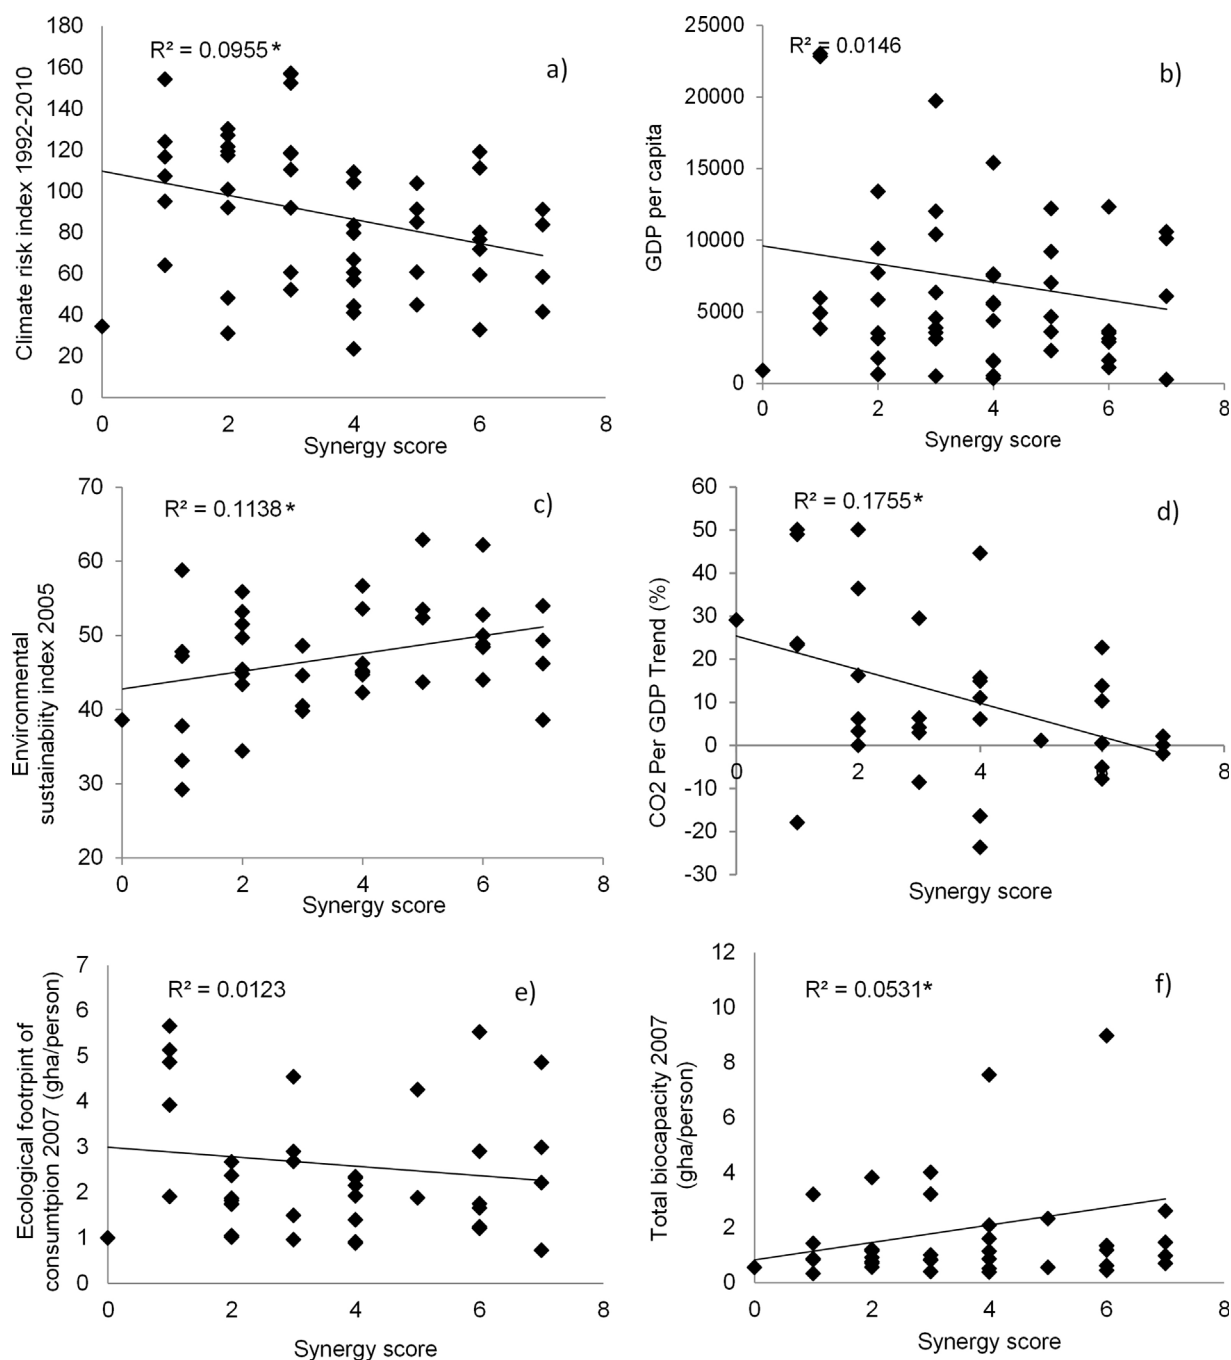 180
160
140
120
100
80
60
40
20
0
0 2 4 6 8
R² = 0.0955*
a)
Climate risk index 1992-2010
Synergy score
25000
20000
15000
10000
5000
0
0 2 4 6 8
R² = 0.0146
b)
GDP per capita
Synergy score
70
60
50
40
30
20
0 2 4 6 8
R² = 0.1138*
c)
Environmental
sustainabiity index 2005
Synergy score
60
50
40
30
20
10
0
-10
-20
-30
0 2 4 6 8
R² = 0.1755*
d)
CO2 Per GDP Trend (%)
Synergy score
7
6
5
4
3
2
1
0
0 2 4 6 8
R² = 0.0123
e)
Ecological footrpint of
consumtpion 2007 (gha/person)
Synergy score
12
10
8
6
4
2
0
0 2 4 6 8
R² = 0.0531*
f)
Total biocapacity 2007
(gha/person)
Synergy score